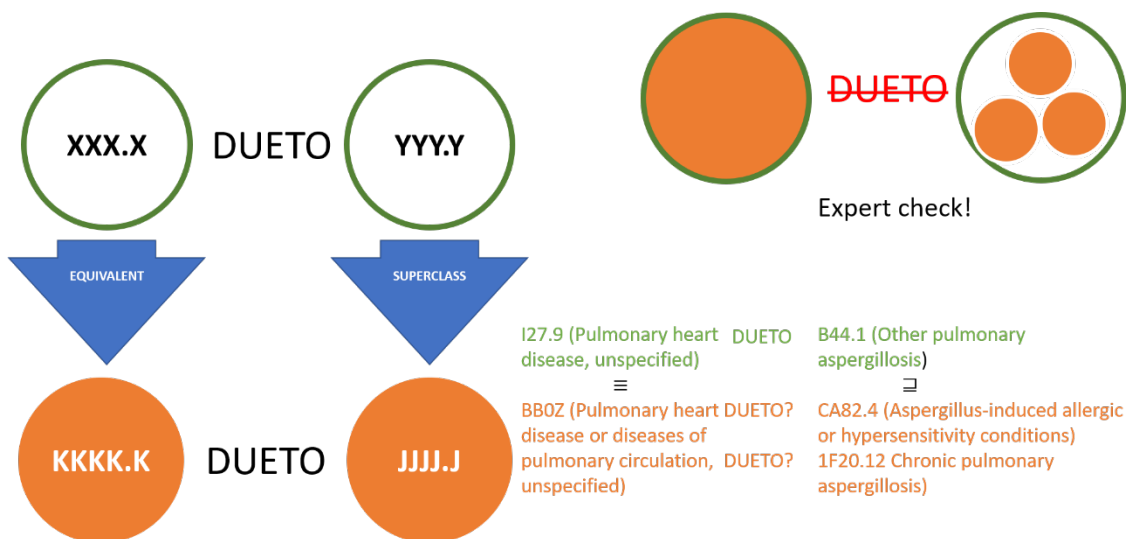 XXX.X DUETO YYY.Y
EQUIVALENT SUPERCLASS
KKKK.K DUETO JJJJ.J
DUETO
Expert check!
I27.9 (Pulmonary heart DUETO
disease, unspecified)
≡
BB0Z (Pulmonary heart DUETO?
disease or diseases of
pulmonary circulation, DUETO?
unspecified)
B44.1 (Other pulmonary
aspergillosis)
⊒
CA82.4 (Aspergillus-induced allergic
or hypersensitivity conditions)
1F20.12 Chronic pulmonary
aspergillosis)